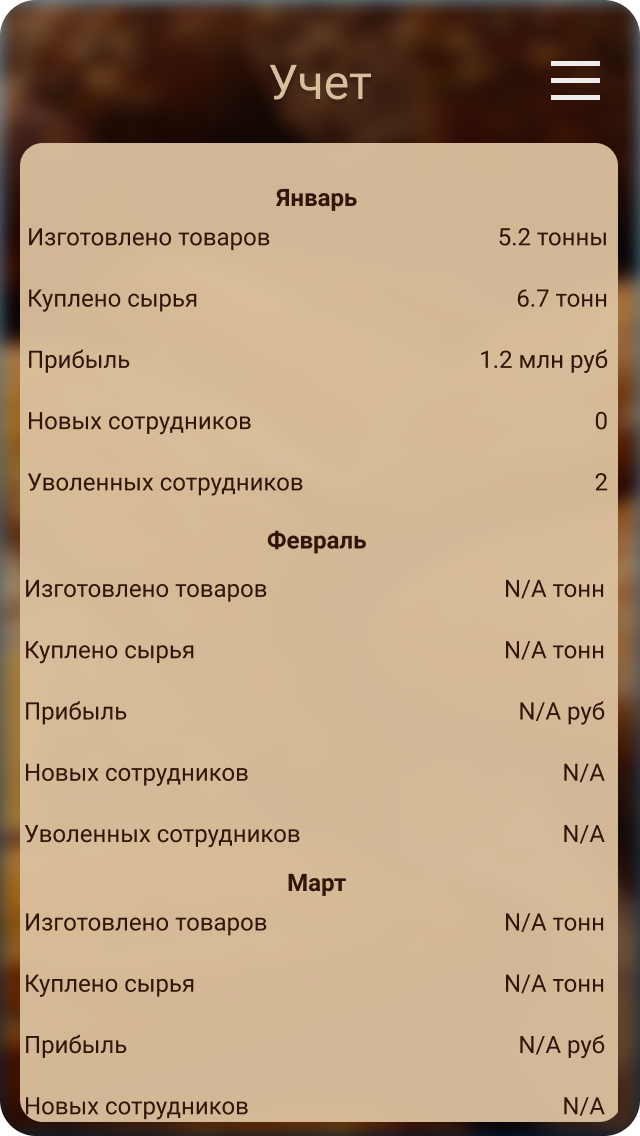 Учет
Январь
Изготовлено товаров 5.2 тонны
Куплено сырья 6.7 тонн
Прибыль 1.2 млн руб
Новых сотрудников 0
Уволенных сотрудников 2
Февраль
Изготовлено товаров N/A тонн
Куплено сырья N/A тонн
Прибыль N/A руб
Новых сотрудников N/A
Уволенных сотрудников N/A
Март
Изготовлено товаров N/A тонн
Куплено сырья N/A тонн
Прибыль N/A руб
Новых сотрудников N/A